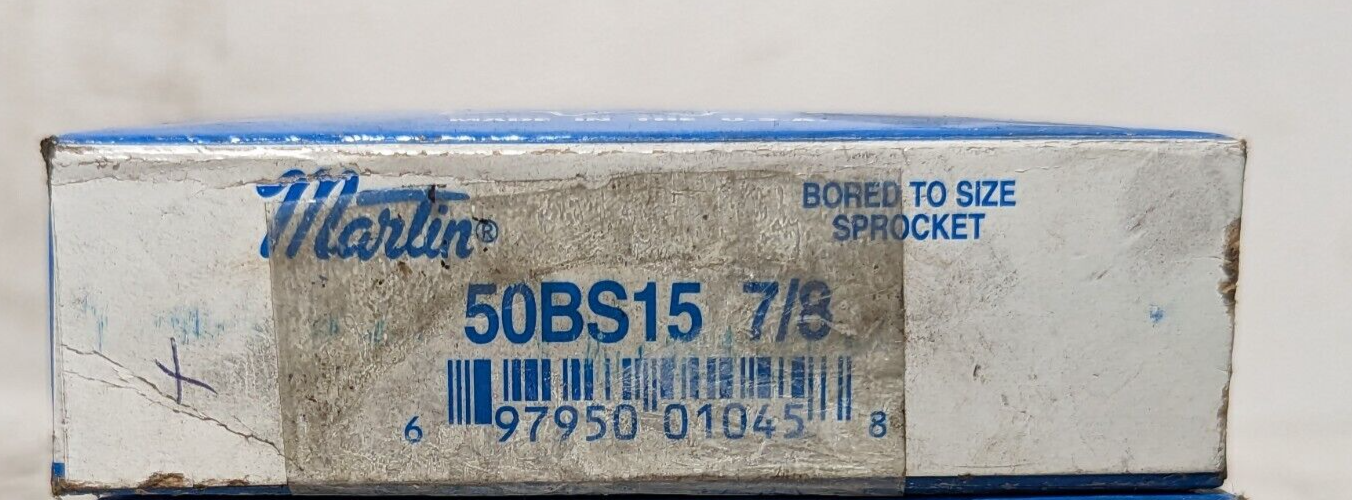 Martin®
BORED TO SIZE
SPROCKET
50BS15 7/8
6 97950 01045 8